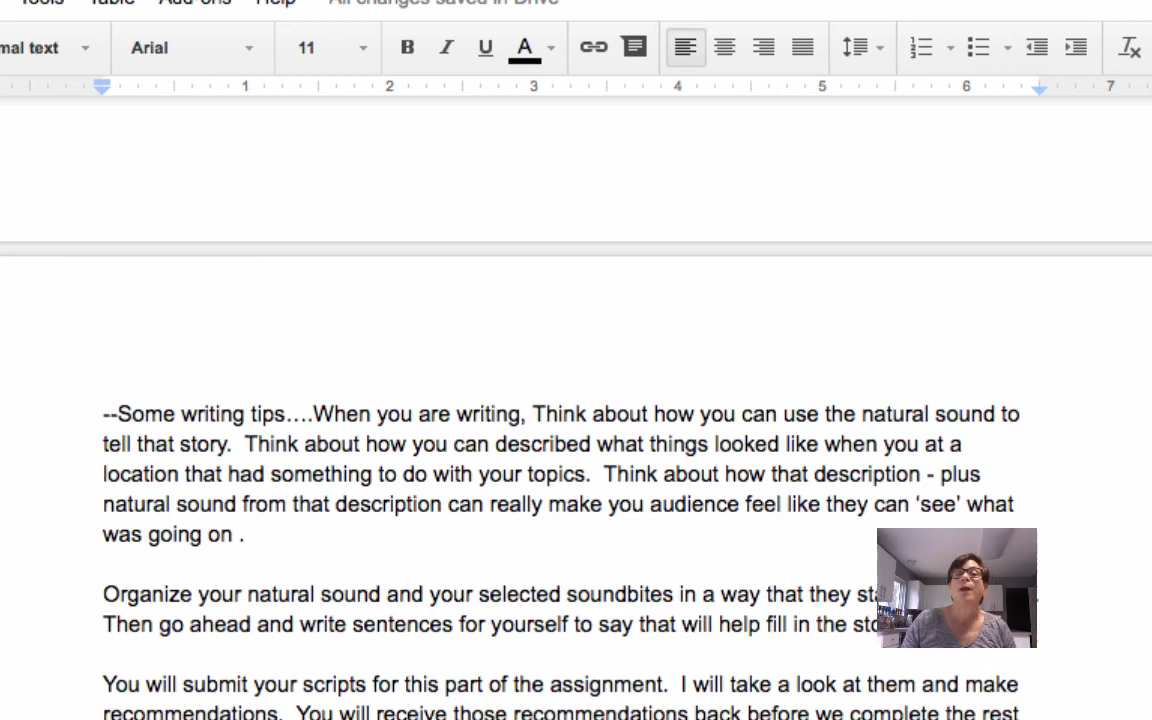 Tools Table Add-ons Help All changes saved in Drive
mal text Arial 11 B I U A
1 2 3 4 5 6 7
--Some writing tips….When you are writing, Think about how you can use the natural sound to
tell that story.  Think about how you can described what things looked like when you at a
location that had something to do with your topics.  Think about how that description - plus
natural sound from that description can really make you audience feel like they can ‘see’ what
was going on .
Organize your natural sound and your selected soundbites in a way that they
Then go ahead and write sentences for yourself to say that will help fill in the
You will submit your scripts for this part of the assignment.  I will take a look at them and make
recommendations.  You will receive those recommendations back before we complete the rest